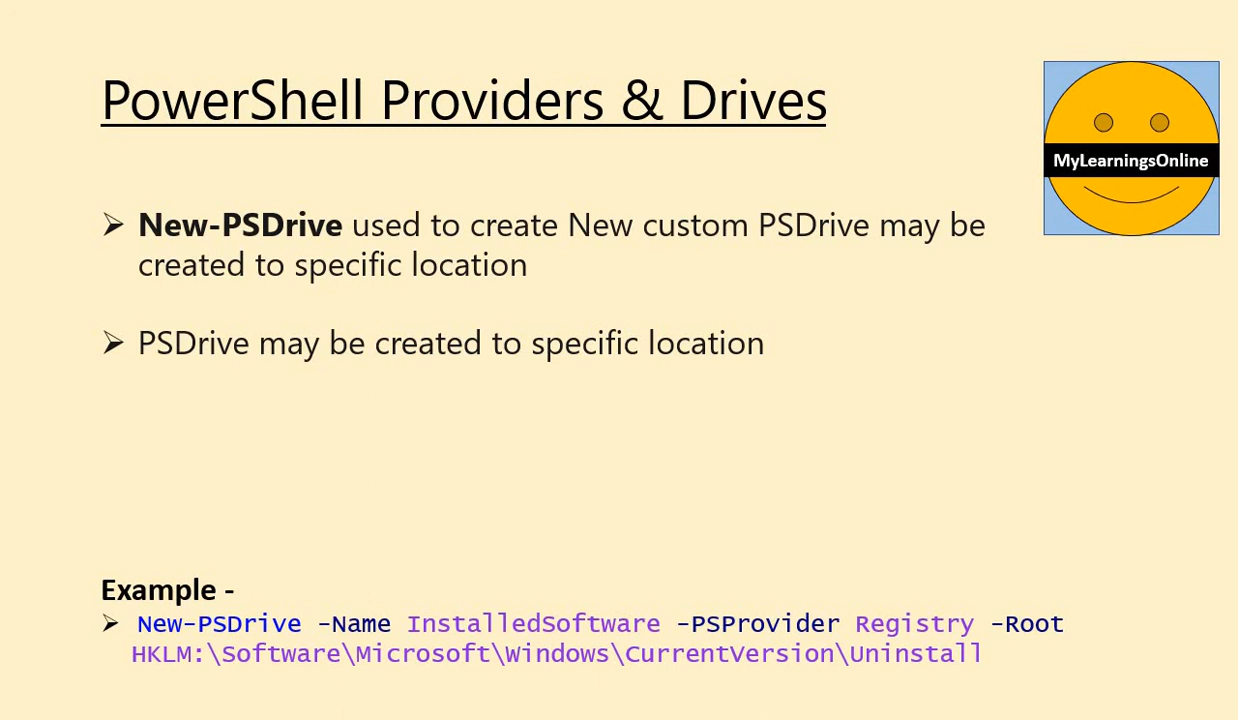 PowerShell Providers & Drives
MyLearningsOnline
➢ New-PSDrive used to create New custom PSDrive may be
created to specific location
➢ PSDrive may be created to specific location
Example -
➢ New-PSDrive -Name InstalledSoftware -PSProvider Registry -Root
HKLM:\Software\Microsoft\Windows\CurrentVersion\Uninstall